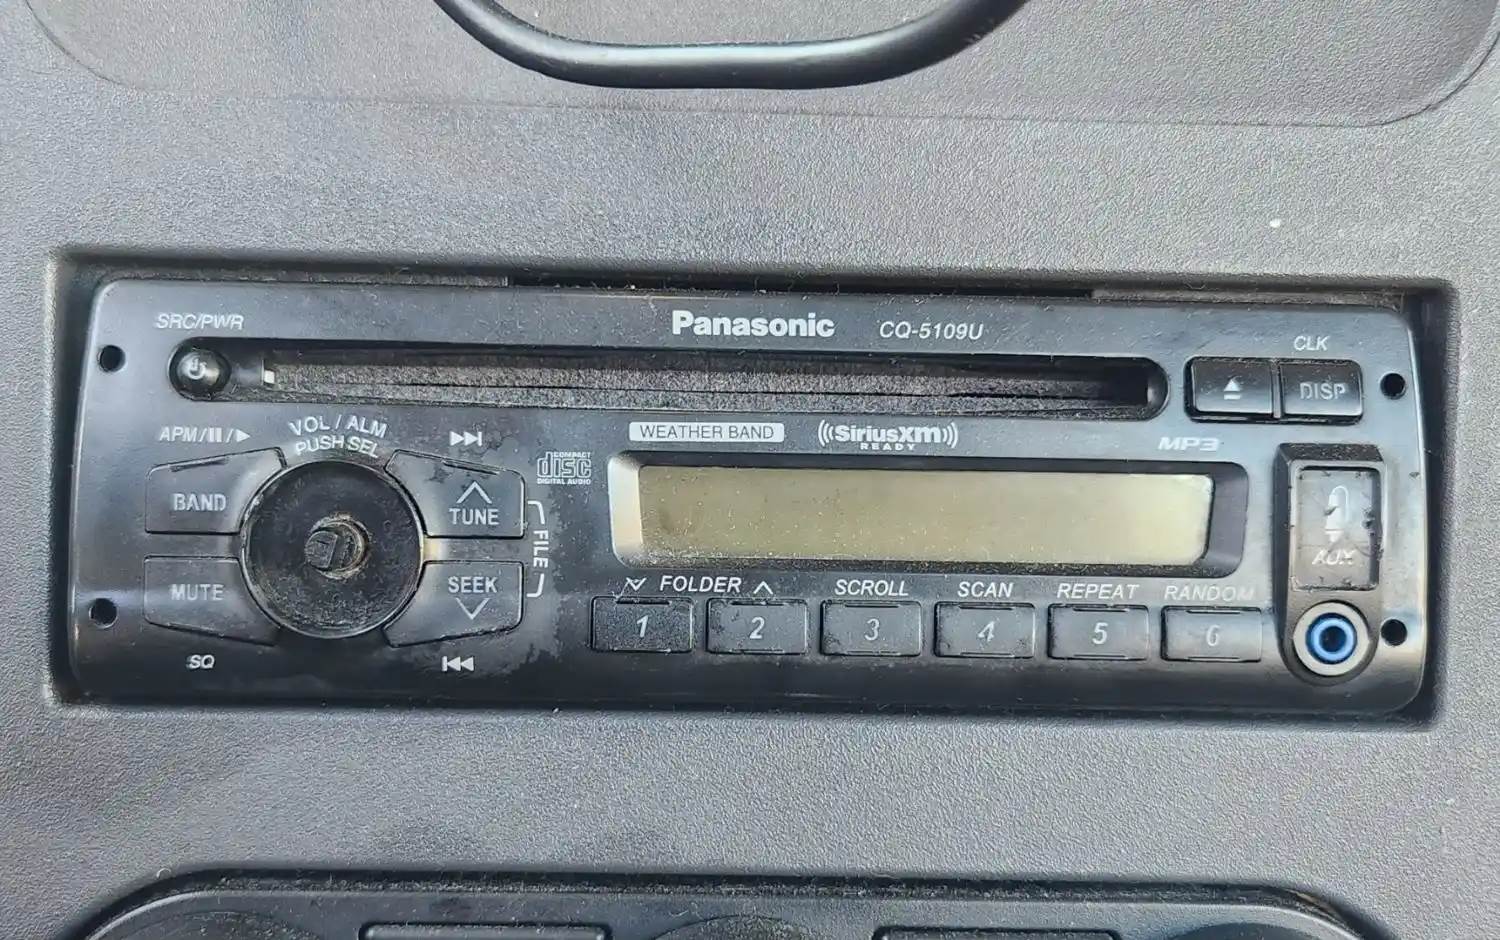 SRC/PWR
Panasonic CQ-5109U
CLK
DISP
APM/
VOL / ALM
PUSH SEL
WEATHER BAND
((SiriusXM))
READY
MP3
COMPACT
disc
DIGITAL AUDIO
BAND
TUNE
FILE
AUX
MUTE
SEEK
FOLDER
SCROLL
SCAN
REPEAT
RANDOM
1
2
3
4
5
6
SQ